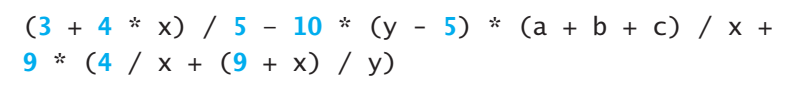 (3 + 4 * x) / 5 – 10 * (y - 5) * (a + b + c) / x +
9 * (4 / x + (9 + x) / y)